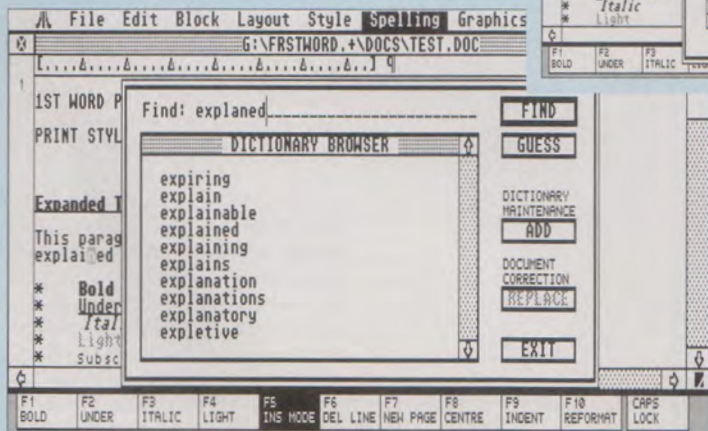 File Edit Block Layout Style Spelling Graphics
G:\FRSTWORD.+\DOCS\TEST.DOC
1
1ST WORD P
PRINT STYL
Expanded T
This parag
explai ed
* Bold
* Under
* Ital
* Light
* Subsc
Find: explaned
FIND
DICTIONARY BROWSER
GUESS
expiring
explain
explainable
explained
explaining
explains
explanation
explanations
explanatory
expletive
DICTIONARY
MAINTENANCE
ADD
DOCUMENT
CORRECTION
REPLACE
EXIT
F1 BOLD F2 UNDER F3 ITALIC F4 LIGHT F5 INS MODE F6 DEL LINE F7 NEW PAGE F8 CENTRE F9 INDENT F10 REFORMAT CAPS LOCK
* Italic
* Light
F1 BOLD F2 UNDER F3 ITALIC